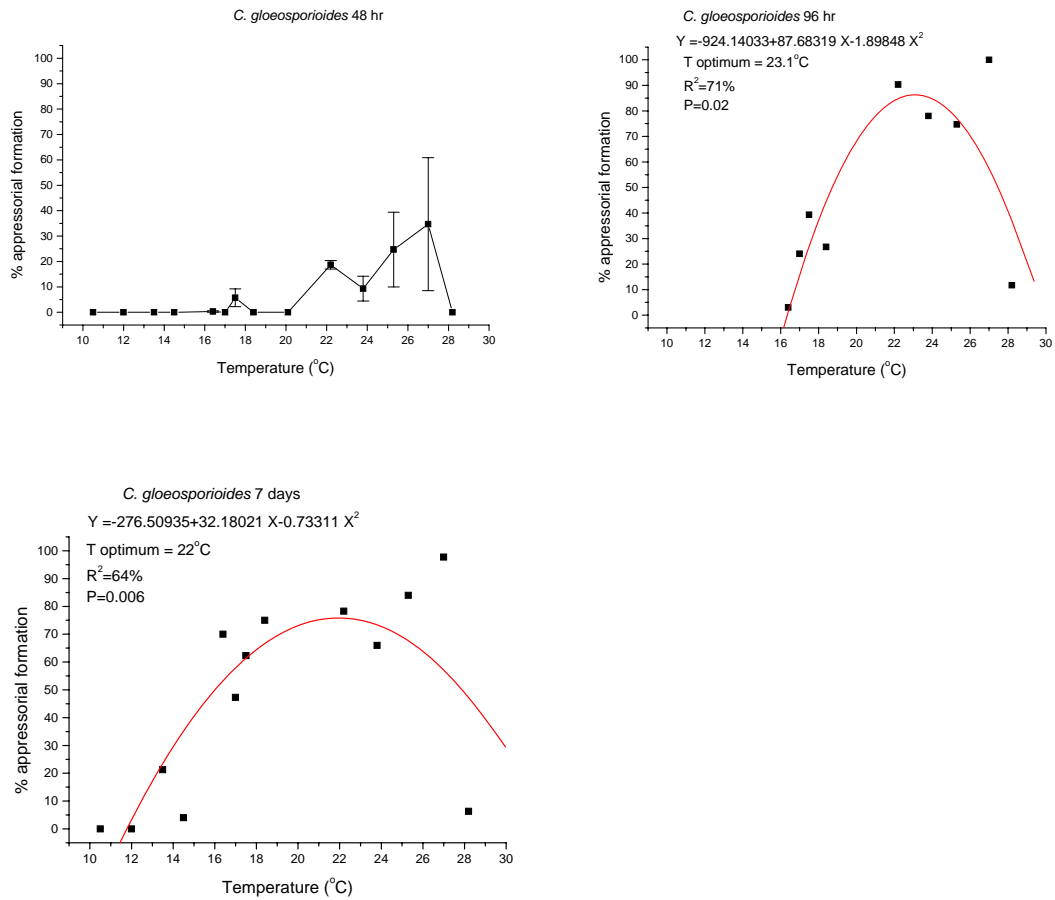 C. gloeosporioides 48 hr
100
90
80
70
60
50
40
30
20
10
0
% appressorial formation
10 12 14 16 18 20 22 24 26 28 30
Temperature (°C)
C. gloeosporioides 96 hr
Y =-924.14033+87.68319 X-1.89848 X²
T optimum = 23.1°C
R²=71%
P=0.02
100
90
80
70
60
50
40
30
20
10
0
% appressorial formation
10 12 14 16 18 20 22 24 26 28 30
Temperature (°C)
C. gloeosporioides 7 days
Y =-276.50935+32.18021 X-0.73311 X²
T optimum = 22°C
R²=64%
P=0.006
100
90
80
70
60
50
40
30
20
10
0
% appressorial formation
10 12 14 16 18 20 22 24 26 28 30
Temperature (°C)